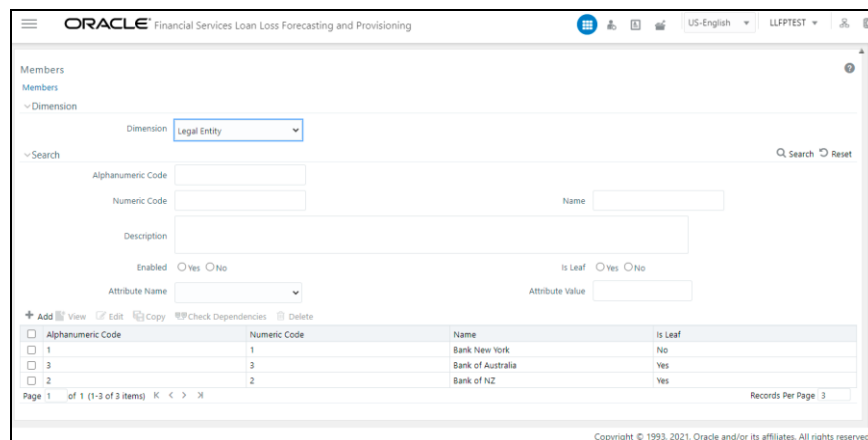 ORACLE® Financial Services Loan Loss Forecasting and Provisioning US-English LLFPTEST
Members
Members
Dimension
Dimension Legal Entity
Search Search Reset
Alphanumeric Code
Numeric Code Name
Description
Enabled Yes No Is Leaf Yes No
Attribute Name Attribute Value
Add View Edit Copy Check Dependencies Delete
Alphanumeric Code Numeric Code Name Is Leaf
1 1 Bank New York No
3 3 Bank of Australia Yes
2 2 Bank of NZ Yes
Page 1 of 1 (1-3 of 3 items) Records Per Page 3
Copyright © 1993, 2021, Oracle and/or its affiliates. All rights reserved